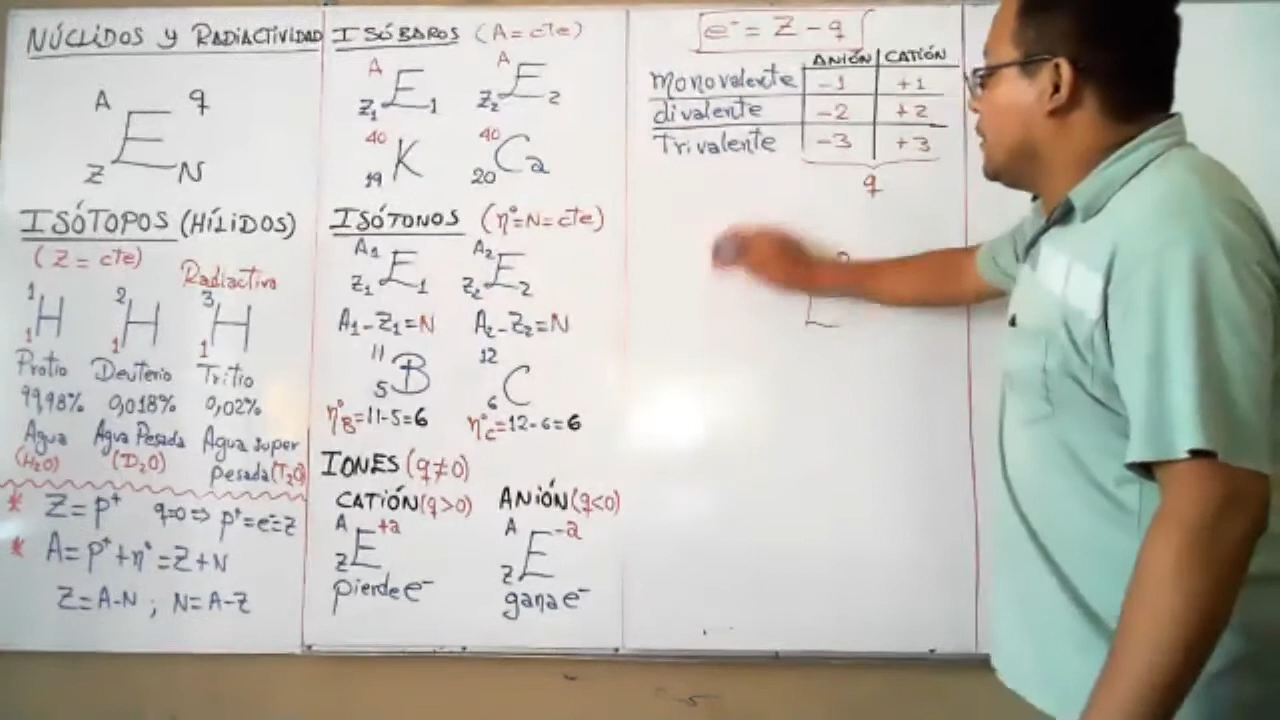 NÚCLIDOS Y RADIACTIVIDAD
A q
E
Z N
ISÓTOPOS (HÍLIDOS)
(Z = cte)
Radiactivo
1 2 3
H H H
1 1 1
Protio Deuterio Tritio
99,98% 0,018% 0,02%
Agua Agua Pesada Agua super
(H2O) (D2O) pesada (T2O)
* Z = p+ q=0 => p+ = e- = z
* A = p+ + n° = Z + N
Z = A-N ; N = A-Z
ISÓBAROS (A = cte)
A A
E1 E2
Z1 Z2
40 40
K Ca
19 20
ISÓTONOS (n° = N = cte)
A1 A2
E1 E2
Z1 Z2
A1 - Z1 = N A2 - Z2 = N
11 12
B C
5 6
n°B = 11-5 = 6 n°C = 12-6 = 6
IONES (q≠0)
CATIÓN (q>0) ANIÓN (q<0)
A +a A -a
E E
Z Z
pierde e- gana e-
e- = Z - q
ANIÓN CATIÓN
Monovalente -1 +1
divalente -2 +2
Trivalente -3 +3
q
E